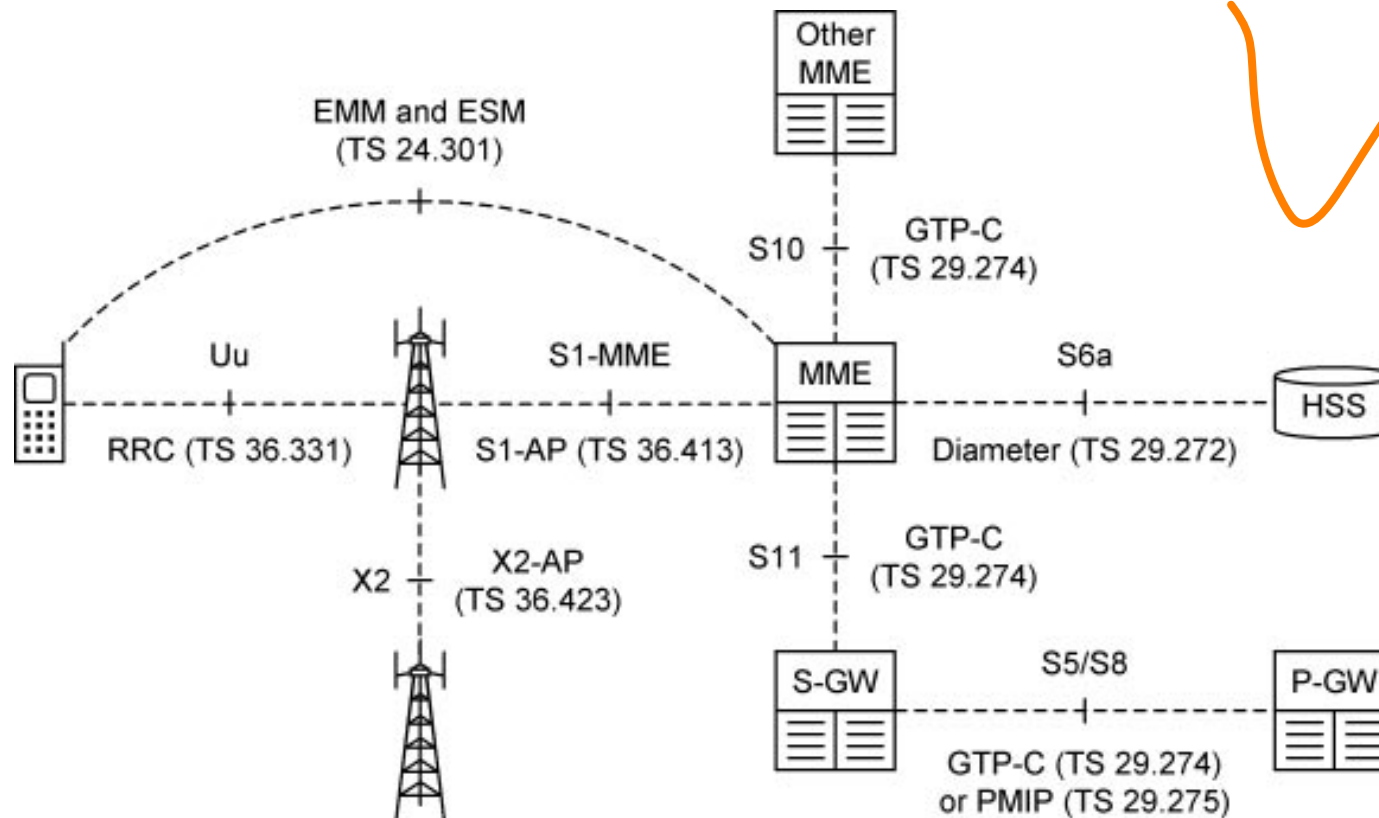 Other
MME
EMM and ESM
(TS 24.301)
S10
GTP-C
(TS 29.274)
Uu
S1-MME
MME
S6a
HSS
RRC (TS 36.331)
S1-AP (TS 36.413)
Diameter (TS 29.272)
X2
X2-AP
(TS 36.423)
S11
GTP-C
(TS 29.274)
S-GW
S5/S8
P-GW
GTP-C (TS 29.274)
or PMIP (TS 29.275)